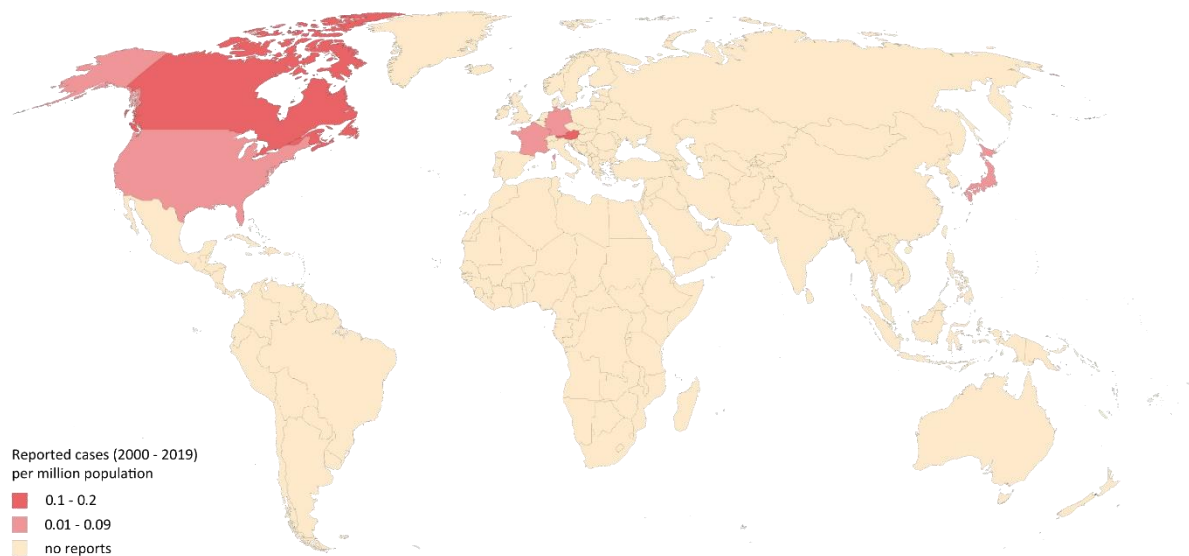 Reported cases (2000 - 2019)
per million population
0.1 - 0.2
0.01 - 0.09
no reports